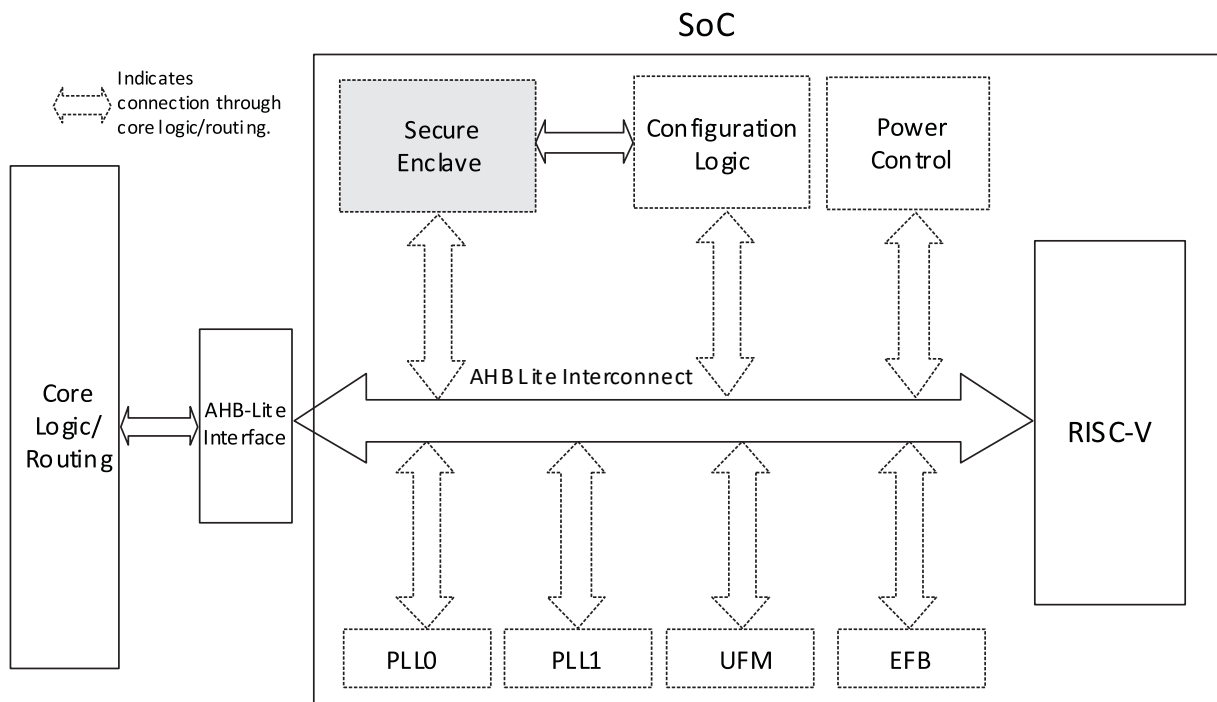 SoC
Indicates
connection through
core logic/routing.
Secure
Enclave
Configuration
Logic
Power
Control
AHB Lite Interconnect
Core
Logic/
Routing
AHB-Lite
Interface
RISC-V
PLL0
PLL1
UFM
EFB